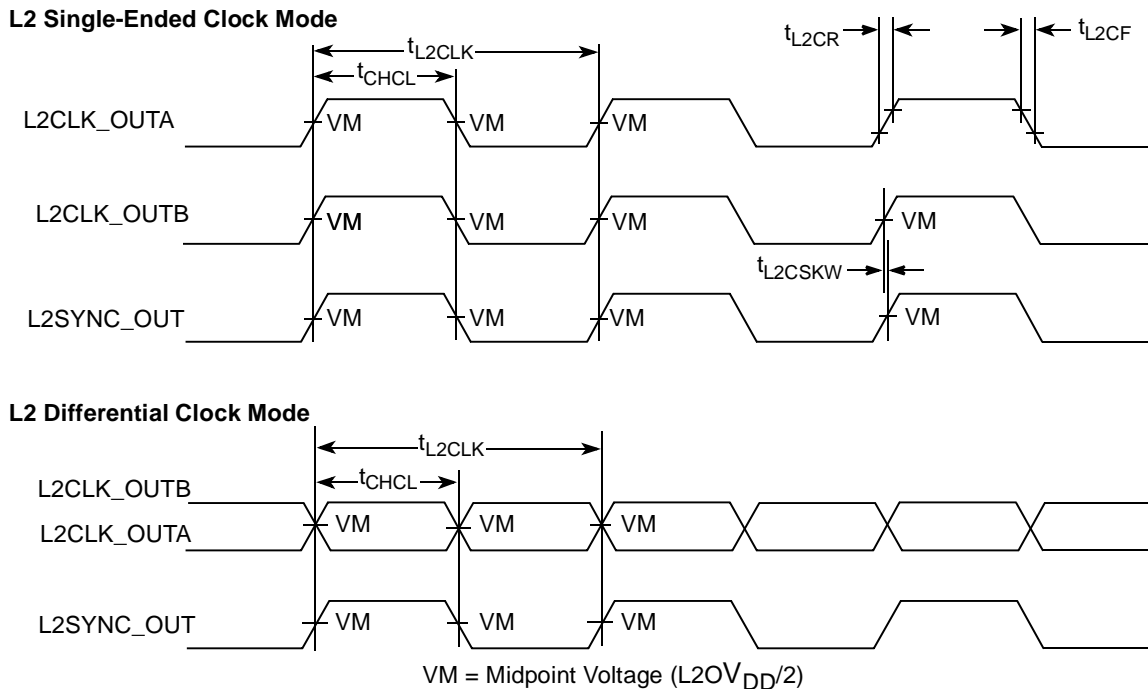 L2 Single-Ended Clock Mode
tL2CLK
tL2CR
tL2CF
tCHCL
L2CLK_OUTA
VM
VM
VM
L2CLK_OUTB
VM
VM
VM
VM
tL2CSKW
L2SYNC_OUT
VM
VM
VM
VM
L2 Differential Clock Mode
tL2CLK
tCHCL
L2CLK_OUTB
L2CLK_OUTA
VM
VM
VM
L2SYNC_OUT
VM
VM
VM
VM = Midpoint Voltage (L2OVDD/2)